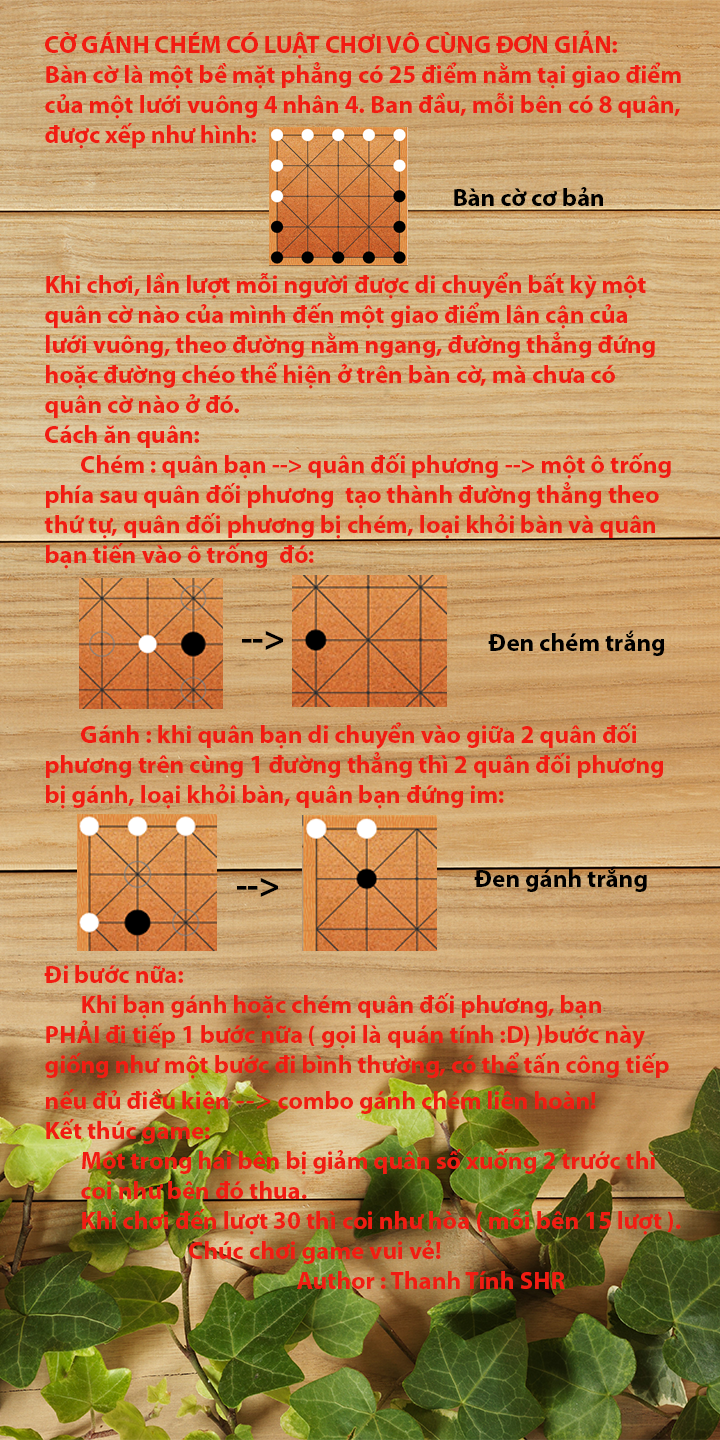 CỜ GÁNH CHÉM CÓ LUẬT CHƠI VÔ CÙNG ĐƠN GIẢN:
Bàn cờ là một bề mặt phẳng có 25 điểm nằm tại giao điểm
của một lưới vuông 4 nhân 4. Ban đầu, mỗi bên có 8 quân,
được xếp như hình:
Bàn cờ cơ bản
Khi chơi, lần lượt mỗi người được di chuyển bất kỳ một
quân cờ nào của mình đến một giao điểm lân cận của
lưới vuông, theo đường nằm ngang, đường thẳng đứng
hoặc đường chéo thể hiện ở trên bàn cờ, mà chưa có
quân cờ nào ở đó.
Cách ăn quân:
Chém : quân bạn --> quân đối phương --> một ô trống
phía sau quân đối phương tạo thành đường thẳng theo
thứ tự, quân đối phương bị chém, loại khỏi bàn và quân
bạn tiến vào ô trống đó:
-->
Đen chém trắng
Gánh : khi quân bạn di chuyển vào giữa 2 quân đối
phương trên cùng 1 đường thẳng thì 2 quân đối phương
bị gánh, loại khỏi bàn, quân bạn đứng im:
-->
Đen gánh trắng
Đi bước nữa:
Khi bạn gánh hoặc chém quân đối phương, bạn
PHẢI đi tiếp 1 bước nữa ( gọi là quán tính :D) )bước này
giống như một bước đi bình thường, có thể tấn công tiếp
nếu đủ điều kiện --> combo gánh chém liên hoàn!
Kết thúc game:
Một trong hai bên bị giảm quân số xuống 2 trước thì
coi như bên đó thua.
Khi chơi đến lượt 30 thì coi như hòa ( mỗi bên 15 lượt ).
Chúc chơi game vui vẻ!
Author : Thanh Tính SHR